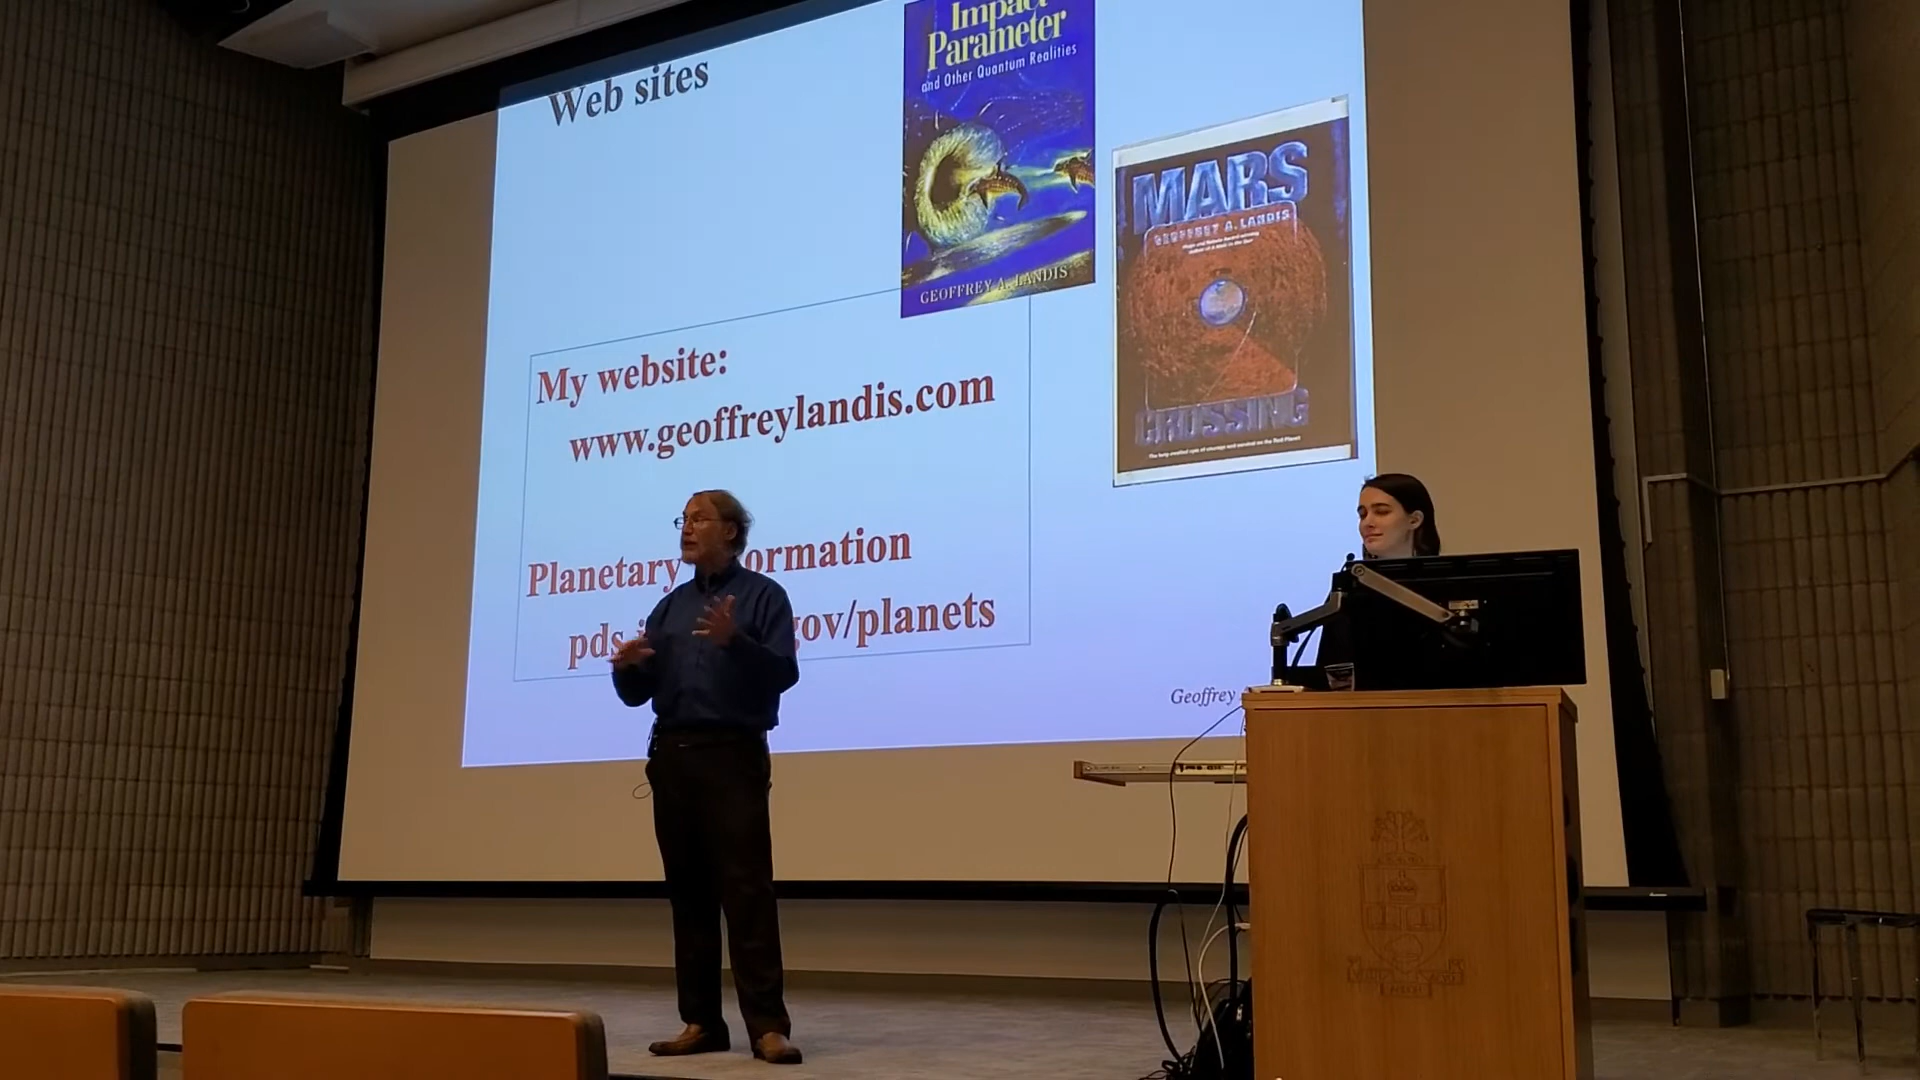 Web sites
Impact
Parameter
and Other Quantum Realities
GEOFFREY A. LANDIS
MARS
GEOFFREY A. LANDIS
CROSSING
My website:
www.geoffreylandis.com
Planetary ormation
pds. gov/planets
Geoffrey